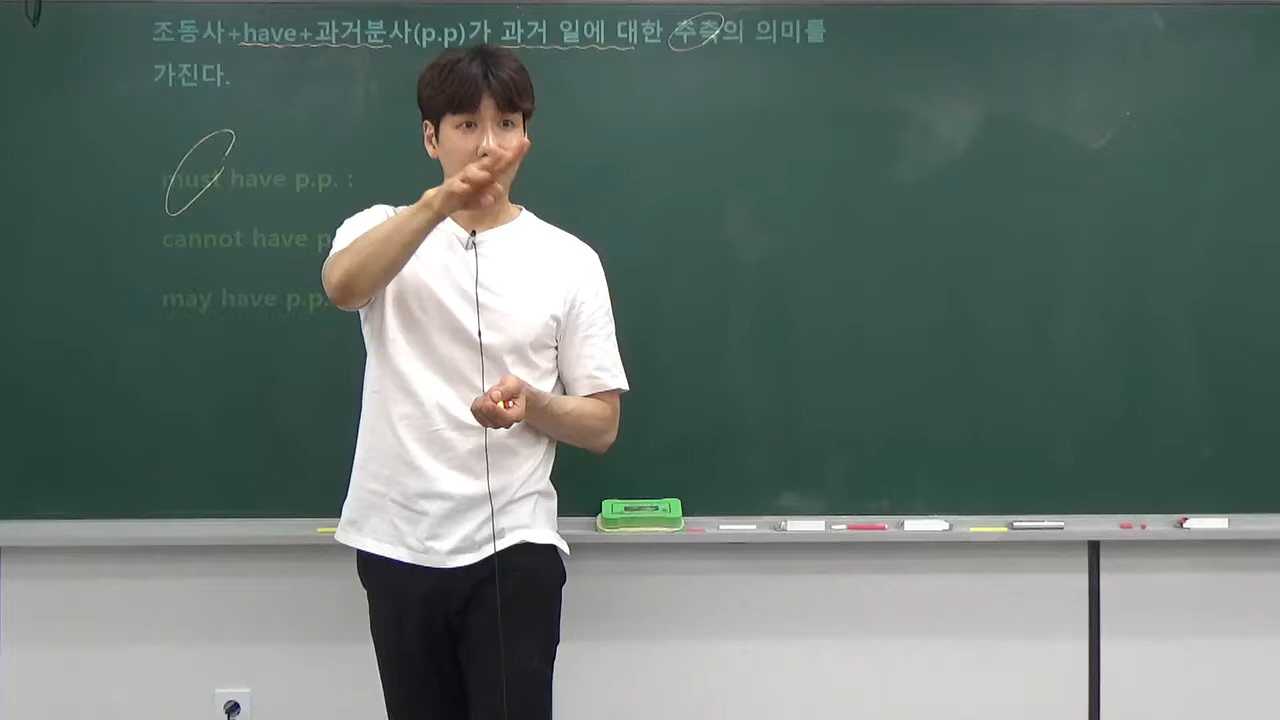 조동사+have+과거분사(p.p)가 과거 일에 대한 추측의 의미를
가진다.
must have p.p. :
cannot have p
may have p.p.